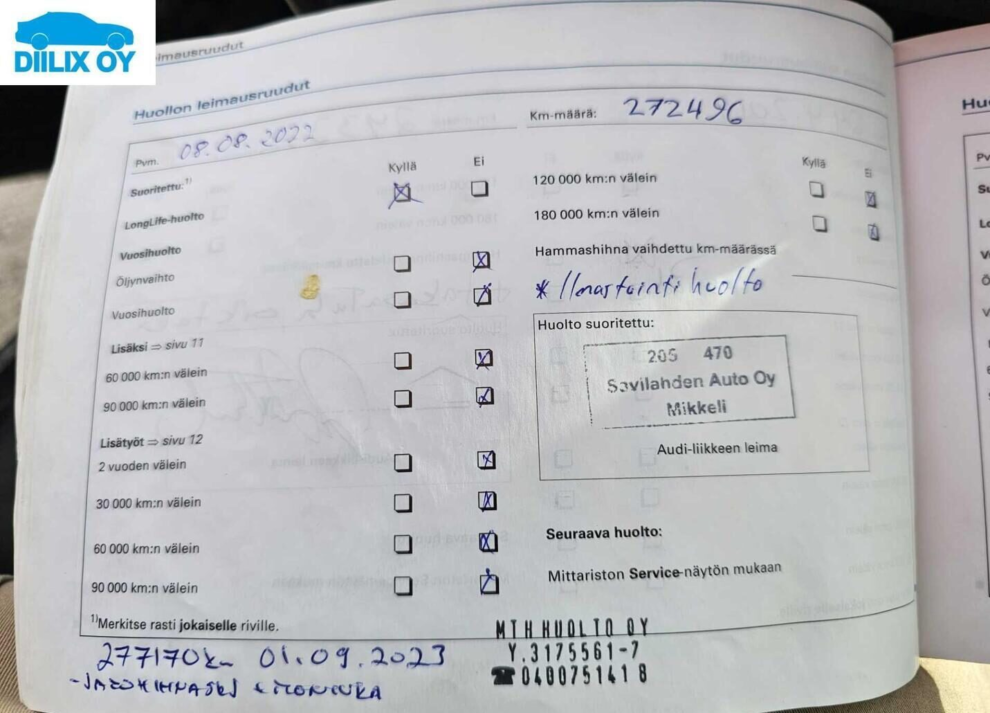 DIILIX OY
leimausruudut
Huollon leimausruudut
Pvm. 08.08.2022
Km-määrä: 272496
Suoritettu:1)
Kyllä Ei
LongLife-huolto
Vuosihuolto
Öljynvaihto
Vuosihuolto
Lisäksi ⇒ sivu 11
60 000 km:n välein
90 000 km:n välein
Lisätyöt ⇒ sivu 12
2 vuoden välein
30 000 km:n välein
60 000 km:n välein
90 000 km:n välein
1)Merkitse rasti jokaiselle riville.
Kyllä Ei
120 000 km:n välein
180 000 km:n välein
Hammashihna vaihdettu km-määrässä
* Ilmastointi huolto
Huolto suoritettu:
205 470
Savilahden Auto Oy
Mikkeli
Audi-liikkeen leima
Seuraava huolto:
Mittariston Service-näytön mukaan
277170km 01.09.2023
MTH HUOLTO OY
Y.3175561-7
☎0400751418
Hu